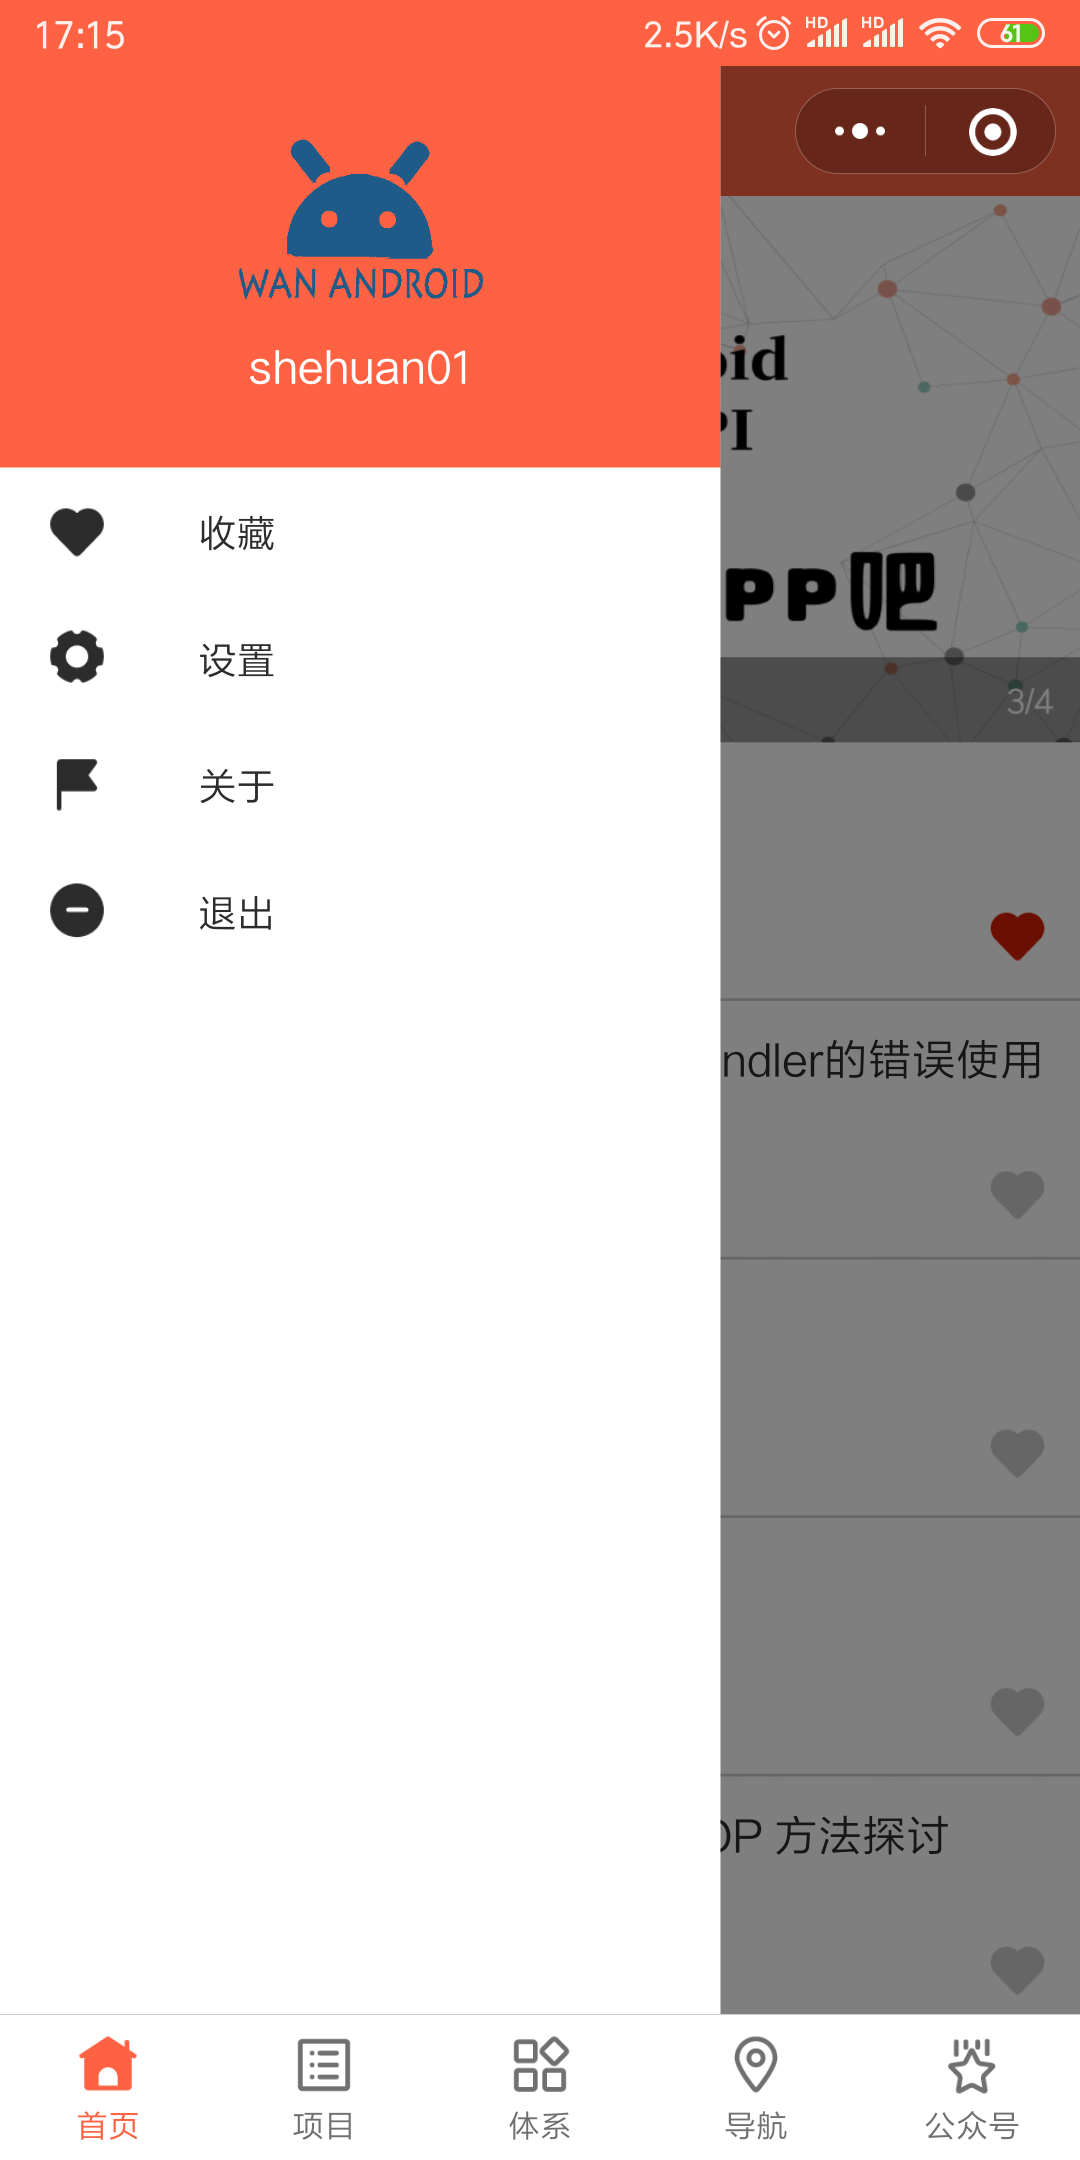 17:15
2.5K/s
HD
HD
61
WAN ANDROID
shehuan01
收藏
设置
关于
退出
oid
PI
PP吧
3/4
ndler的错误使用
OP 方法探讨
首页
项目
体系
导航
公众号